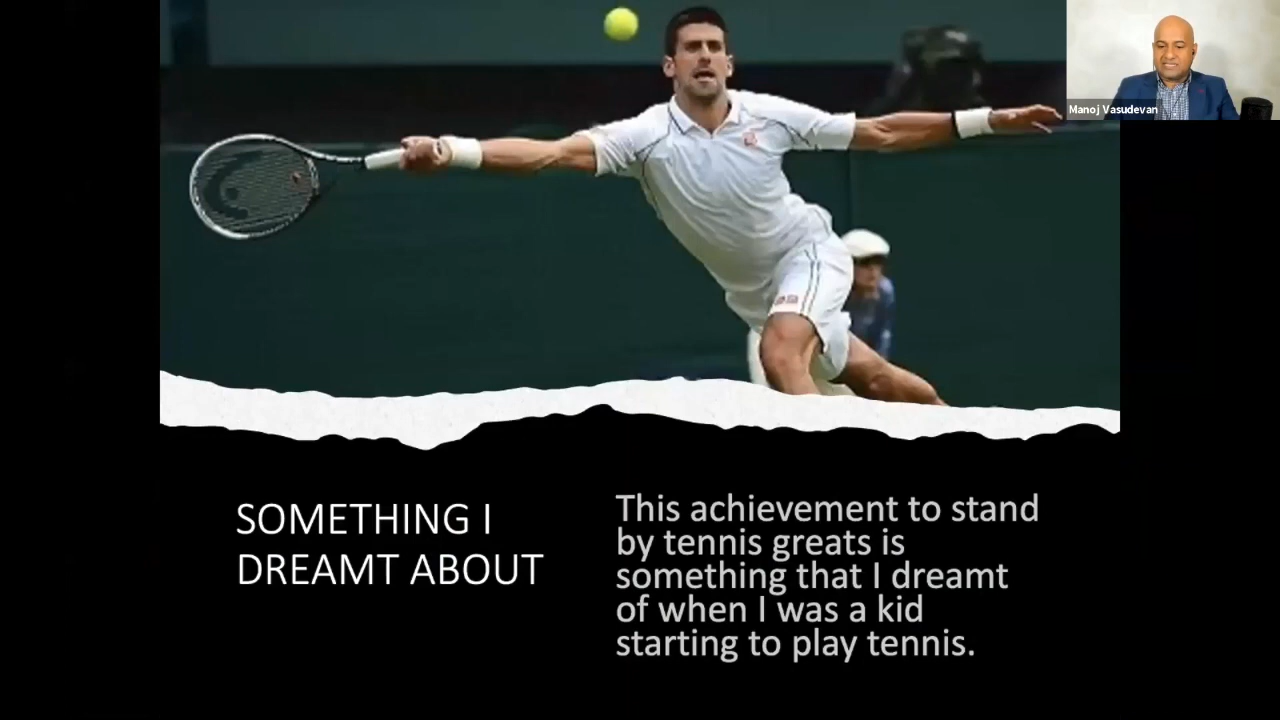 Manoj Vasudevan
SOMETHING I
DREAMT ABOUT
This achievement to stand
by tennis greats is
something that I dreamt
of when I was a kid
starting to play tennis.